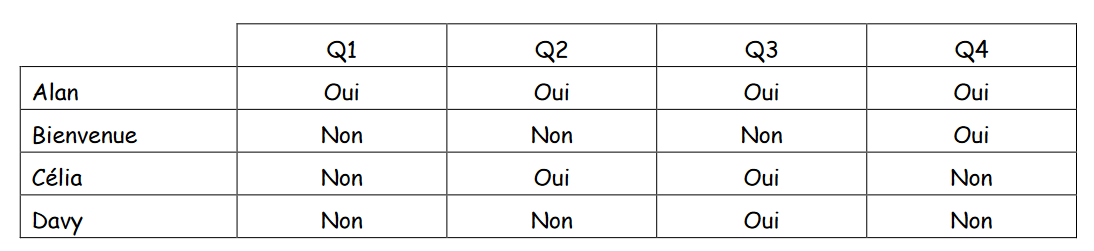 Q1 Q2 Q3 Q4
Alan Oui Oui Oui Oui
Bienvenue Non Non Non Oui
Célia Non Oui Oui Non
Davy Non Non Oui Non